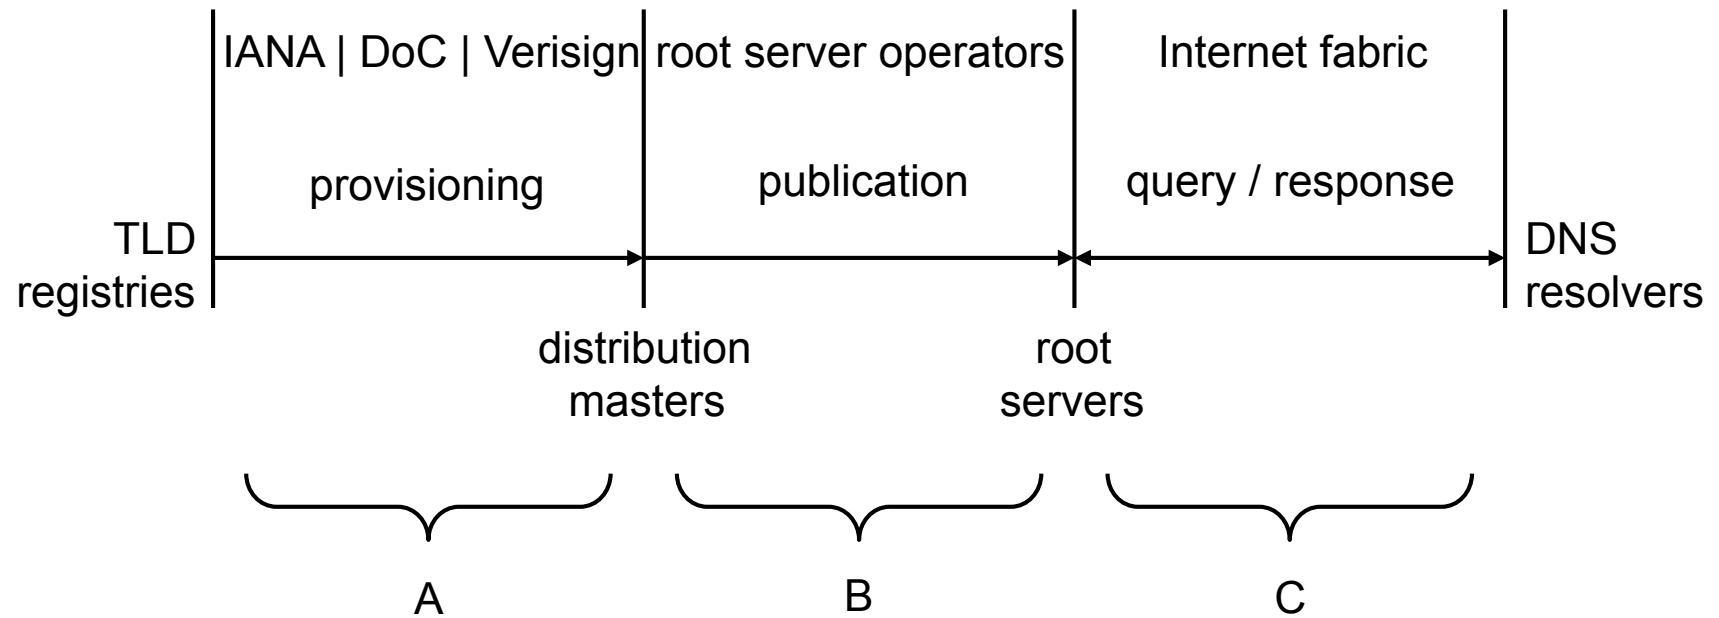 IANA | DoC | Verisign
root server operators
Internet fabric
provisioning
publication
query / response
TLD
registries
DNS
resolvers
distribution
masters
root
servers
A
B
C